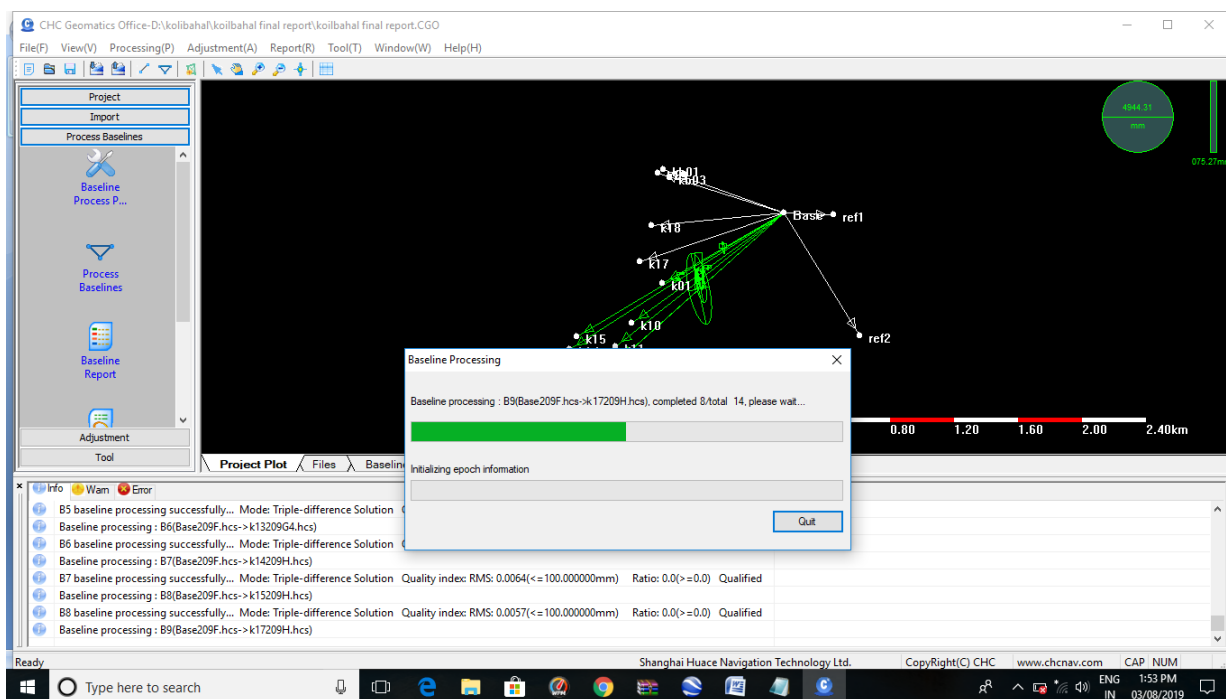 CHC Geomatics Office-D:\kolibahal\koilbahal final report\koilbahal final report.CGO
File(F) View(V) Processing(P) Adjustment(A) Report(R) Tool(T) Window(W) Help(H)
Project
Import
Process Baselines
Baseline
Process P...
Process
Baselines
Baseline
Report
Adjustment
Tool
4944.31
mm
075.27m
kb03
Base
ref1
k18
k17
k01
k10
k15
ref2
0.80 1.20 1.60 2.00 2.40km
Baseline Processing
Baseline processing : B9(Base209F.hcs->k17209H.hcs), completed 8/total 14, please wait...
Initializing epoch information
Quit
Project Plot Files Baselin
Info Warn Error
B5 baseline processing successfully... Mode: Triple-difference Solution
Baseline processing : B6(Base209F.hcs->k13209G4.hcs)
B6 baseline processing successfully... Mode: Triple-difference Solution
Baseline processing : B7(Base209F.hcs->k14209H.hcs)
B7 baseline processing successfully... Mode: Triple-difference Solution Quality index: RMS: 0.0064(<=100.000000mm) Ratio: 0.0(>=0.0) Qualified
Baseline processing : B8(Base209F.hcs->k15209H.hcs)
B8 baseline processing successfully... Mode: Triple-difference Solution Quality index: RMS: 0.0057(<=100.000000mm) Ratio: 0.0(>=0.0) Qualified
Baseline processing : B9(Base209F.hcs->k17209H.hcs)
Ready Shanghai Huace Navigation Technology Ltd. CopyRight(C) CHC www.chcnav.com CAP NUM
Type here to search
ENG 1:53 PM
IN 03/08/2019